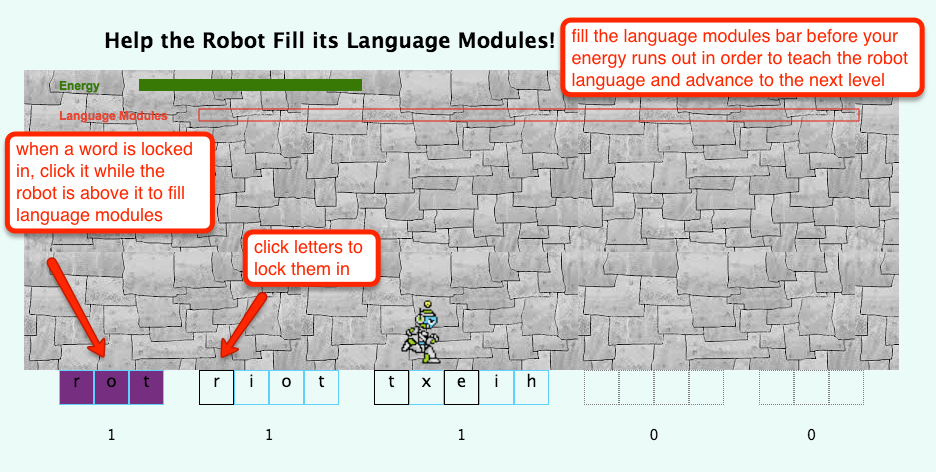 Help the Robot Fill its Language Modules!
fill the language modules bar before your
energy runs out in order to teach the robot
language and advance to the next level
Energy
Language Modules
when a word is locked
in, click it while the
robot is above it to fill
language modules
click letters to
lock them in
r o t r i o t t x e i h
1 1 1 0 0